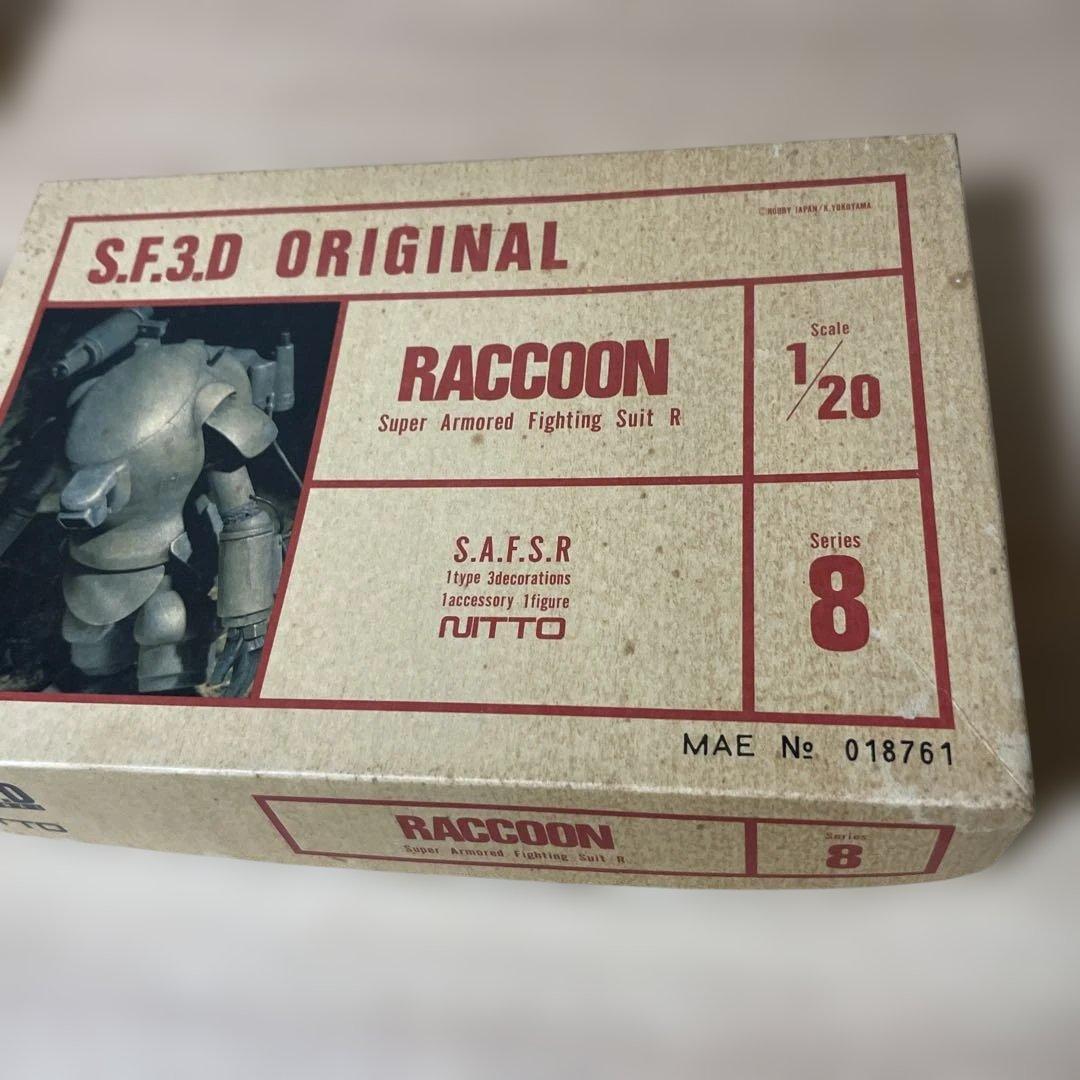 ©HOBBY JAPAN/K.YOKOYAMA
S.F.3.D ORIGINAL
RACCOON
Super Armored Fighting Suit R
Scale
1/20
S.A.F.S.R
1type 3decorations
1accessory 1figure
NITTO
Series
8
MAE № 018761
RACCOON
Super Armored Fighting Suit R
Series
8